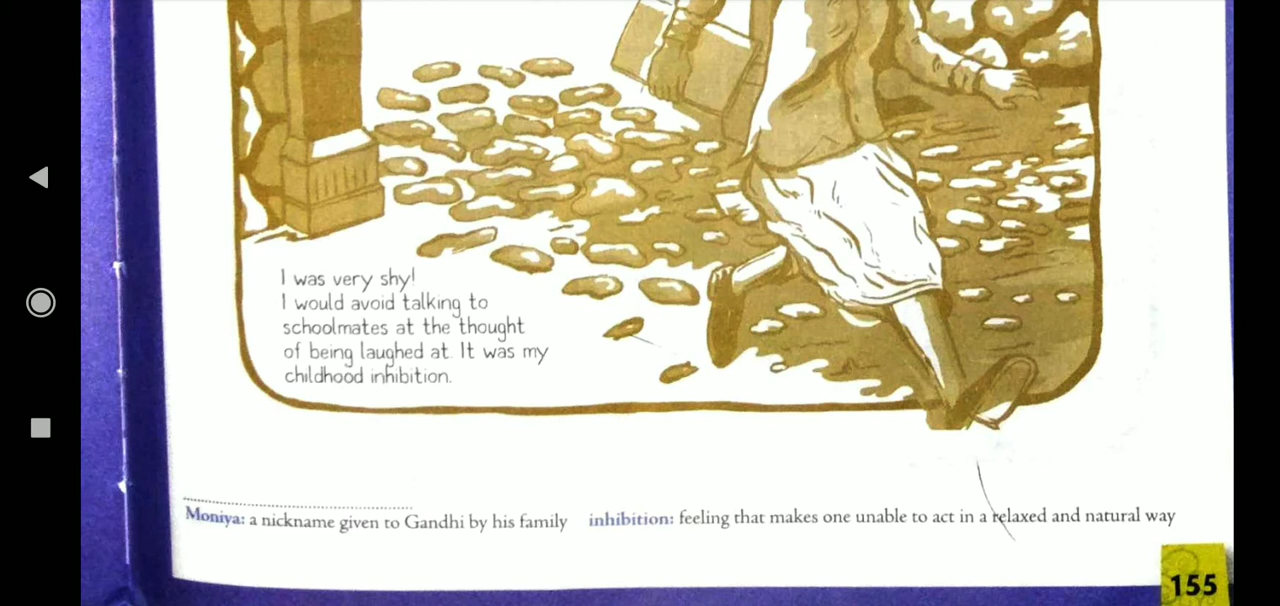 I was very shy!
I would avoid talking to
schoolmates at the thought
of being laughed at. It was my
childhood inhibition.
Moniya: a nickname given to Gandhi by his family inhibition: feeling that makes one unable to act in a relaxed and natural way
155